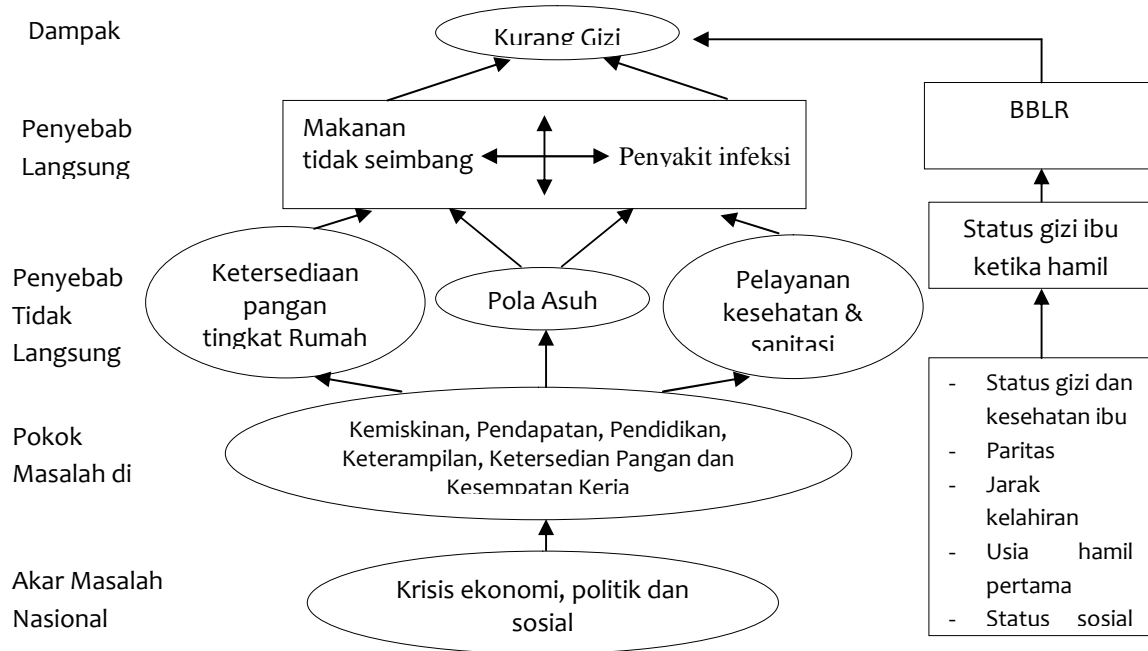 Dampak
Kurang Gizi
Penyebab
Langsung
Makanan
tidak seimbang
Penyakit infeksi
BBLR
Status gizi ibu
ketika hamil
Penyebab
Tidak
Langsung
Ketersediaan
pangan
tingkat Rumah
Pola Asuh
Pelayanan
kesehatan &
sanitasi
Pokok
Masalah di
Kemiskinan, Pendapatan, Pendidikan,
Keterampilan, Ketersedian Pangan dan
Kesempatan Kerja
- Status gizi dan
kesehatan ibu
- Paritas
- Jarak
kelahiran
- Usia hamil
pertama
- Status sosial
Akar Masalah
Nasional
Krisis ekonomi, politik dan
sosial